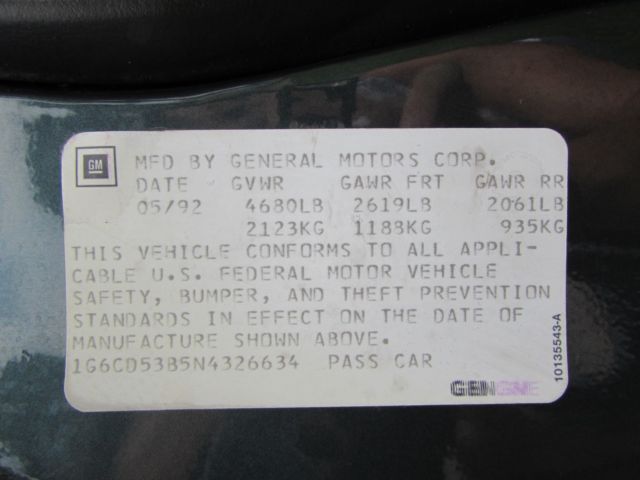 GM MFD BY GENERAL MOTORS CORP.
DATE GVWR GAWR FRT GAWR RR
05/92 4680LB 2619LB 2061LB
2123KG 1188KG 935KG
THIS VEHICLE CONFORMS TO ALL APPLI-
CABLE U.S. FEDERAL MOTOR VEHICLE
SAFETY, BUMPER, AND THEFT PREVENTION
STANDARDS IN EFFECT ON THE DATE OF
MANUFACTURE SHOWN ABOVE.
1G6CD53B5N4326634 PASS CAR
10135543-A